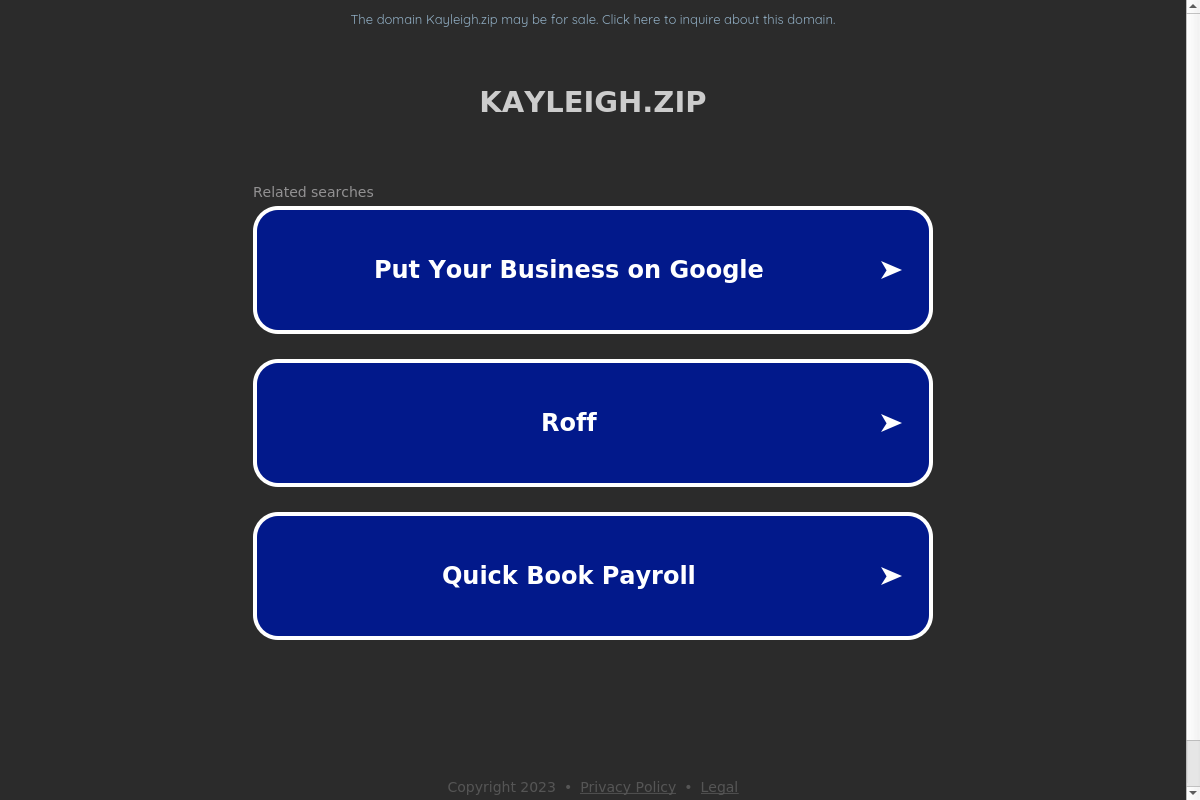 The domain Kayleigh.zip may be for sale. Click here to inquire about this domain.
KAYLEIGH.ZIP
Related searches
Put Your Business on Google
Roff
Quick Book Payroll
Copyright 2023 • Privacy Policy • Legal